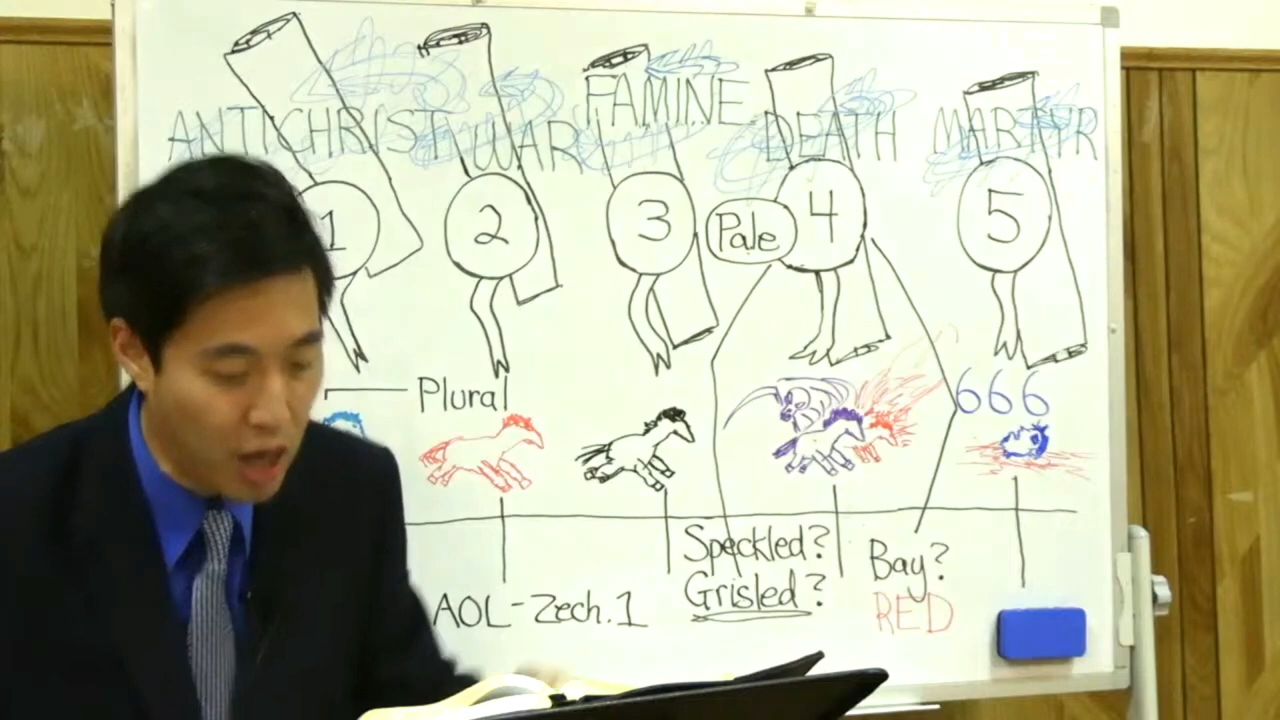 FAMINE
ANTICHRIST WAR DEATH MARTYR
1 2 3 Pale 4 5
Plural
666
Speckled? Bay?
Grisled? RED
AOL-Zech.1